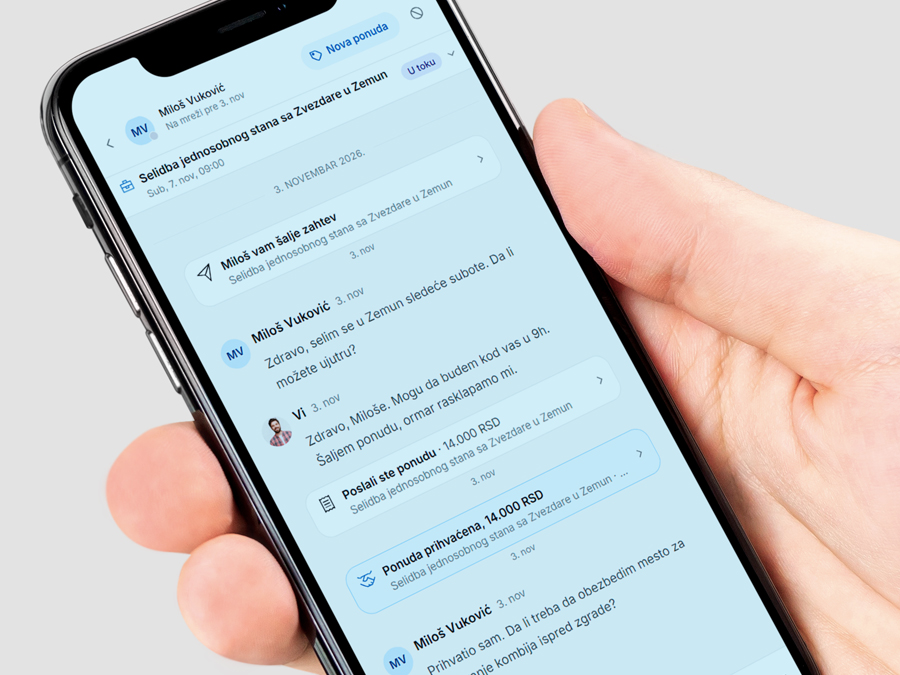 Nova ponuda
MV
Miloš Vuković
Na mreži pre 3. nov
Selidba jednosobnog stana sa Zvezdare u Zemun
U toku
Sub, 7. nov, 09:00
3. NOVEMBAR 2026.
Miloš vam šalje zahtev
Selidba jednosobnog stana sa Zvezdare u Zemun
3. nov
MV
Miloš Vuković 3. nov
Zdravo, selim se u Zemun sledeće subote. Da li
možete ujutru?
Vi 3. nov
Zdravo, Miloše. Mogu da budem kod vas u 9h.
Šaljem ponudu, ormar rasklapamo mi.
Poslali ste ponudu · 14.000 RSD
Selidba jednosobnog stana sa Zvezdare u Zemun
3. nov
Ponuda prihvaćena, 14.000 RSD
Selidba jednosobnog stana sa Zvezdare u Zemun · ...
3. nov
MV
Miloš Vuković 3. nov
Prihvatio sam. Da li treba da obezbedim mesto za
kombija ispred zgrade?